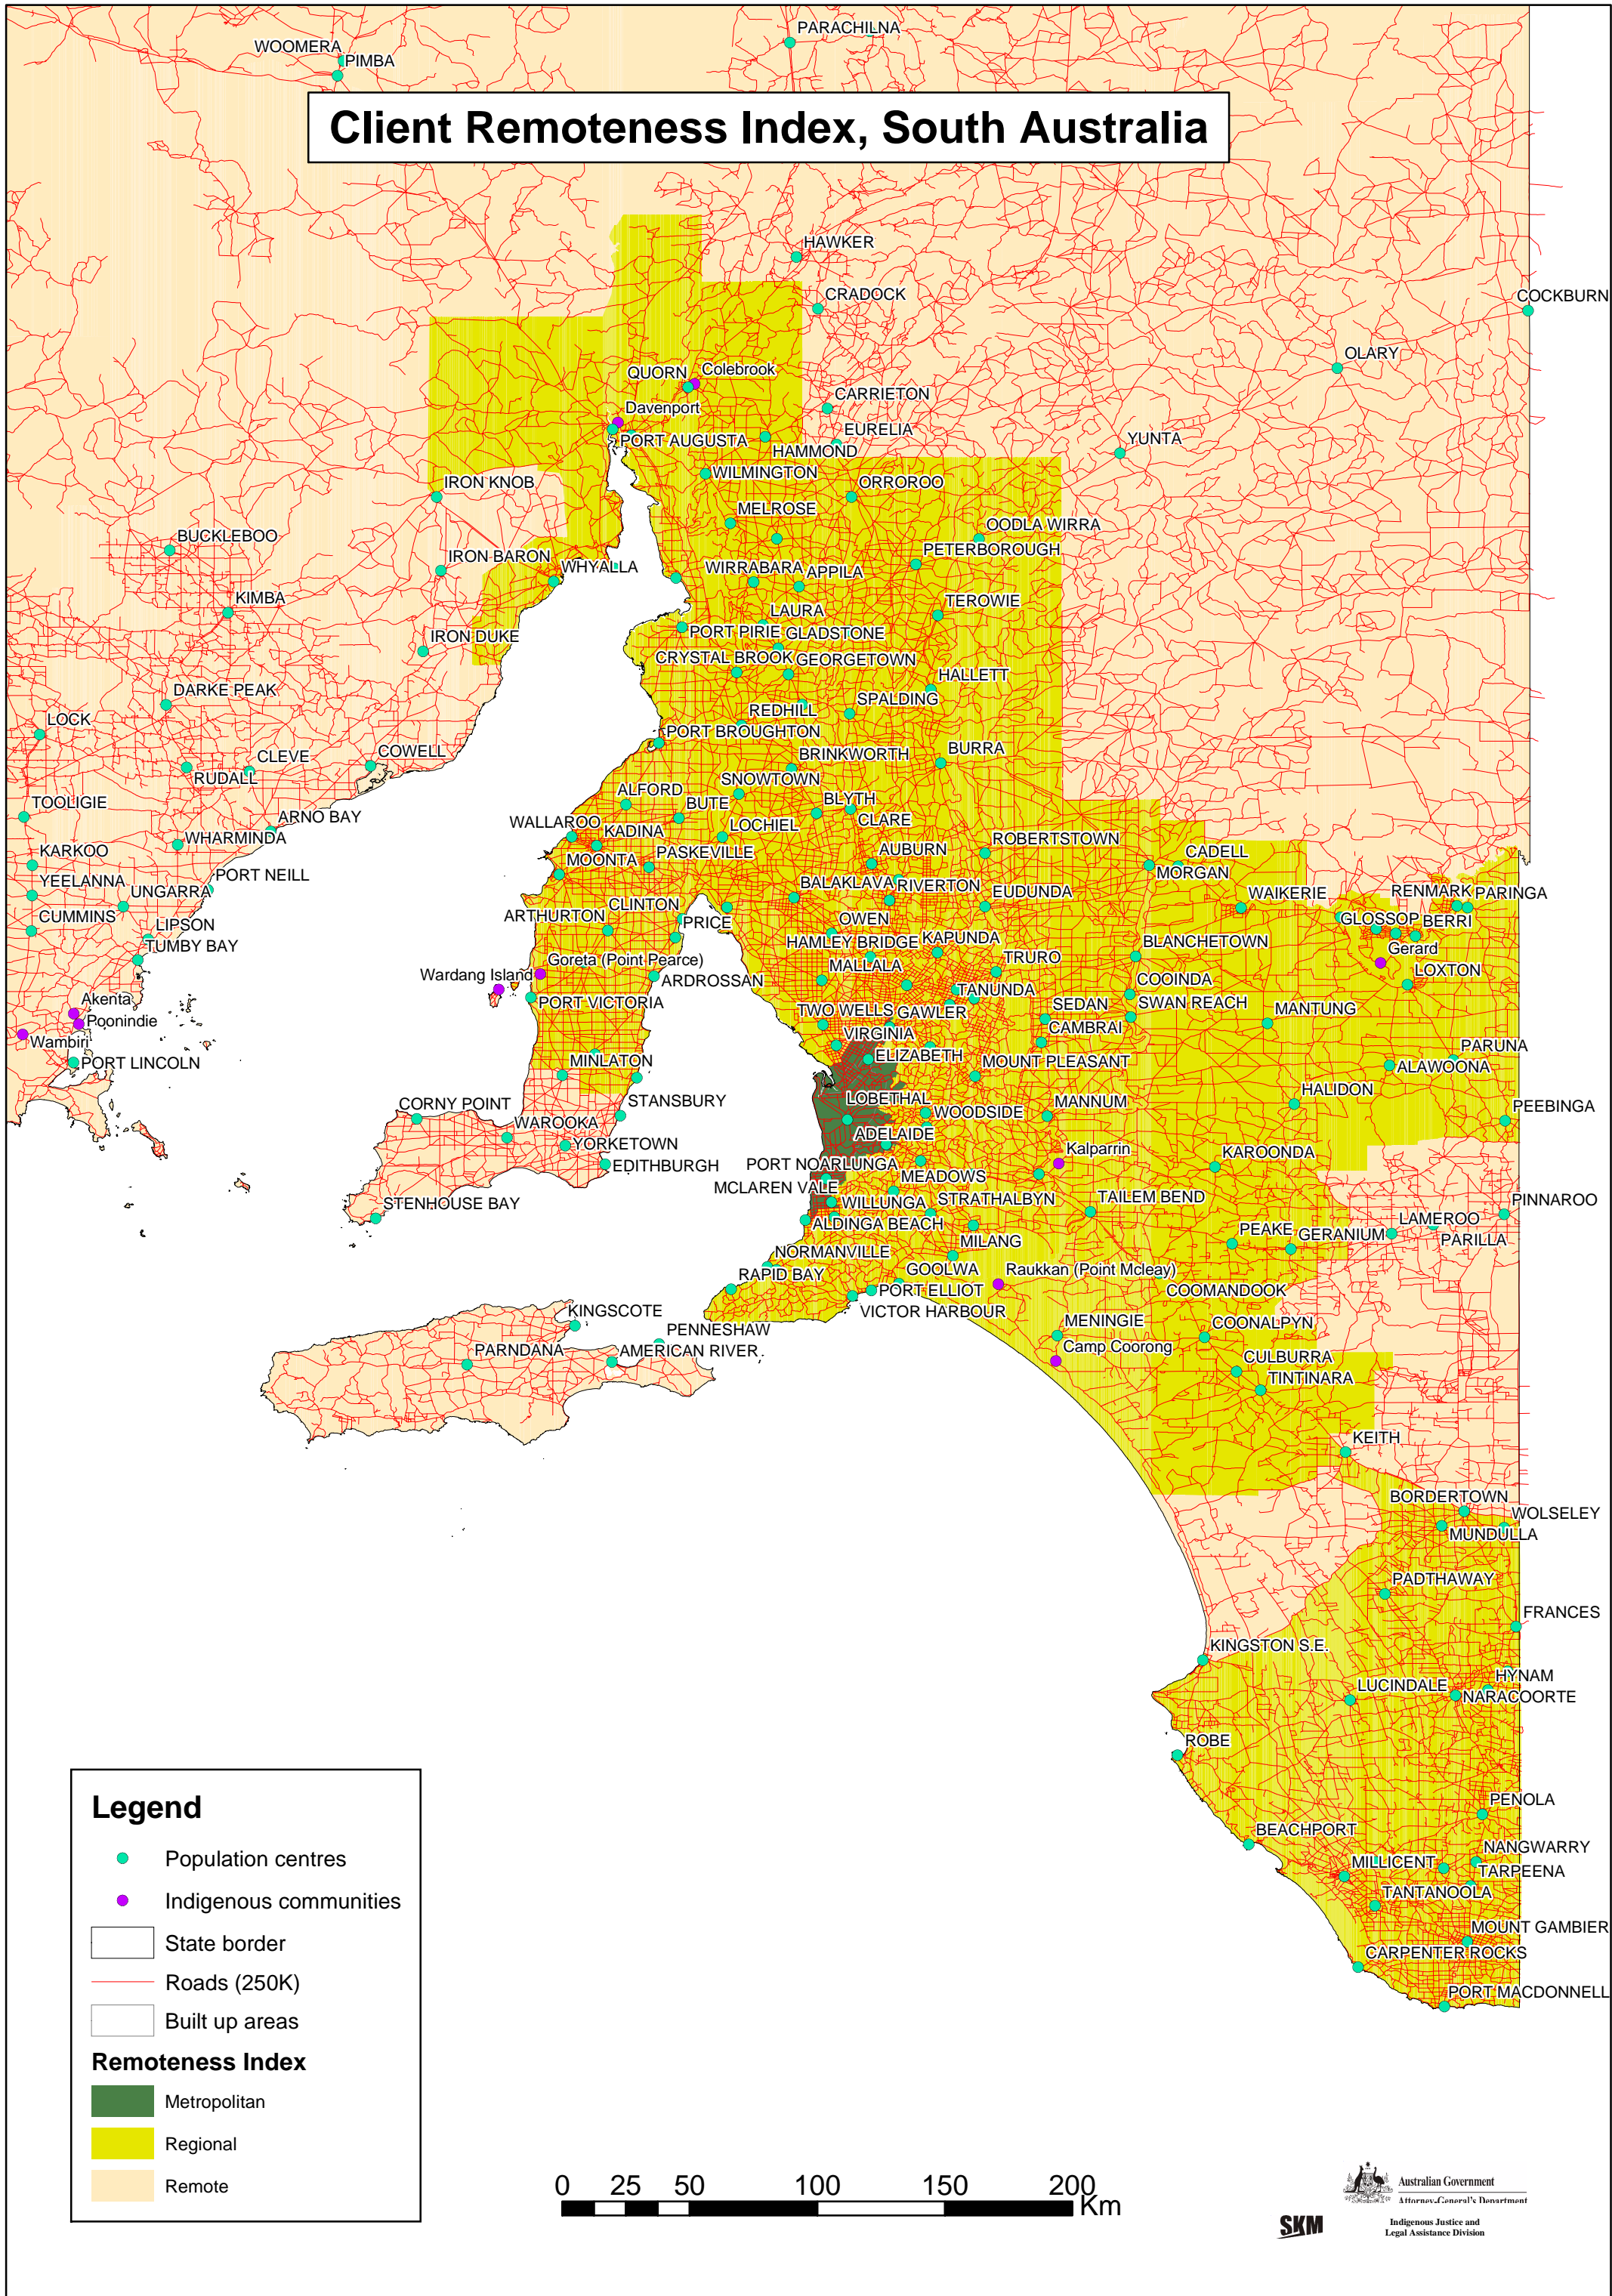 WOOMERA
PIMBA
PARACHILNA
Client Remoteness Index, South Australia
HAWKER
CRADOCK
COCKBURN
OLARY
QUORN
Colebrook
CARRIETON
Davenport
EURELIA
PORT AUGUSTA
YUNTA
HAMMOND
WILMINGTON
IRON KNOB
ORROROO
MELROSE
OODLA WIRRA
BUCKLEBOO
PETERBOROUGH
IRON BARON
WHYALLA
WIRRABARA
APPILA
KIMBA
TEROWIE
LAURA
IRON DUKE
PORT PIRIE
GLADSTONE
CRYSTAL BROOK
GEORGETOWN
HALLETT
DARKE PEAK
SPALDING
REDHILL
LOCK
PORT BROUGHTON
CLEVE
COWELL
BRINKWORTH
BURRA
RUDALL
SNOWTOWN
ALFORD
BLYTH
TOOLIGIE
BUTE
ARNO BAY
CLARE
WALLAROO
KADINA
LOCHIEL
WHARMINDA
ROBERTSTOWN
KARKOO
MOONTA
PASKEVILLE
AUBURN
CADELL
MORGAN
YEELANNA
UNGARRA
PORT NEILL
BALAKLAVA
RIVERTON
EUDUNDA
WAIKERIE
RENMARK
PARINGA
CUMMINS
CLINTON
ARTHURTON
PRICE
OWEN
GLOSSOP
BERRI
LIPSON
TUMBY BAY
HAMLEY BRIDGE
KAPUNDA
BLANCHETOWN
Gerard
Goreta (Point Pearce)
MALLALA
TRURO
Wardang Island
ARDROSSAN
COOINDA
LOXTON
Akenta
PORT VICTORIA
TANUNDA
SEDAN
SWAN REACH
MANTUNG
Poonindie
TWO WELLS
GAWLER
CAMBRAI
Wambiri
VIRGINIA
PARUNA
PORT LINCOLN
MINLATON
ELIZABETH
MOUNT PLEASANT
ALAWOONA
HALIDON
CORNY POINT
STANSBURY
LOBETHAL
WOODSIDE
MANNUM
PEEBINGA
WAROOKA
ADELAIDE
YORKETOWN
Kalparrin
EDITHBURGH
PORT NOARLUNGA
KAROONDA
MCLAREN VALE
MEADOWS
STENHOUSE BAY
WILLUNGA
STRATHALBYN
TAILEM BEND
PINNAROO
ALDINGA BEACH
LAMEROO
PEAKE
GERANIUM
PARILLA
NORMANVILLE
MILANG
RAPID BAY
GOOLWA
Raukkan (Point Mcleay)
PORT ELLIOT
COOMANDOOK
VICTOR HARBOUR
KINGSCOTE
MENINGIE
COONALPYN
PENNESHAW
PARNDANA
AMERICAN RIVER
Camp Coorong
CULBURRA
TINTINARA
KEITH
BORDERTOWN
WOLSELEY
MUNDULLA
PADTHAWAY
FRANCES
KINGSTON S.E.
HYNAM
LUCINDALE
NARACOORTE
ROBE
PENOLA
BEACHPORT
NANGWARRY
MILLICENT
TARPEENA
TANTANOOLA
MOUNT GAMBIER
CARPENTER ROCKS
PORT MACDONNELL
Legend
Population centres
Indigenous communities
State border
Roads (250K)
Built up areas
Remoteness Index
Metropolitan
Regional
Remote
0 25 50 100 150 200
Km
Australian Government
Attorney-General's Department
SKM
Indigenous Justice and
Legal Assistance Division